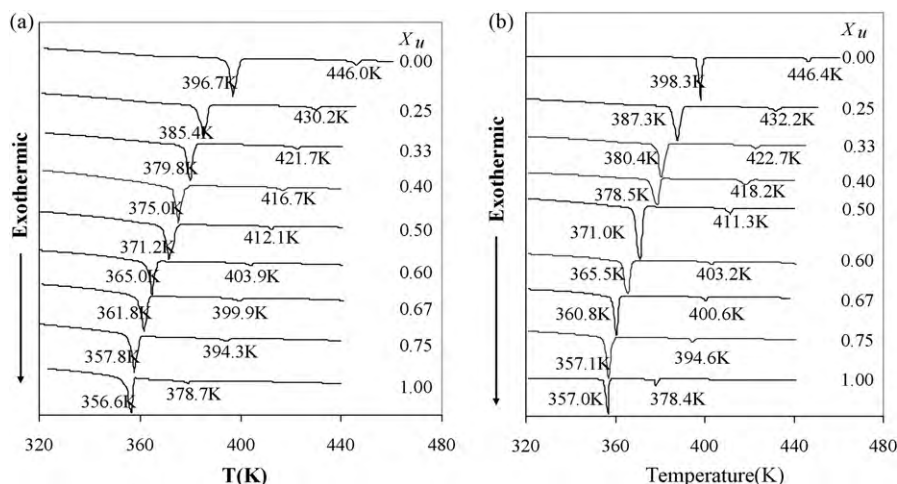 (a)
Xu
0.00
396.7K
446.0K
0.25
385.4K
430.2K
0.33
379.8K
421.7K
0.40
375.0K
416.7K
0.50
371.2K
412.1K
0.60
365.0K
403.9K
0.67
361.8K
399.9K
0.75
357.8K
394.3K
1.00
356.6K
378.7K
Exothermic
320 360 400 440 480
T(K)
(b)
Xu
0.00
398.3K
446.4K
0.25
387.3K
432.2K
0.33
380.4K
422.7K
0.40
378.5K
418.2K
0.50
371.0K
411.3K
0.60
365.5K
403.2K
0.67
360.8K
400.6K
0.75
357.1K
394.6K
1.00
357.0K
378.4K
Exothermic
320 360 400 440 480
Temperature(K)